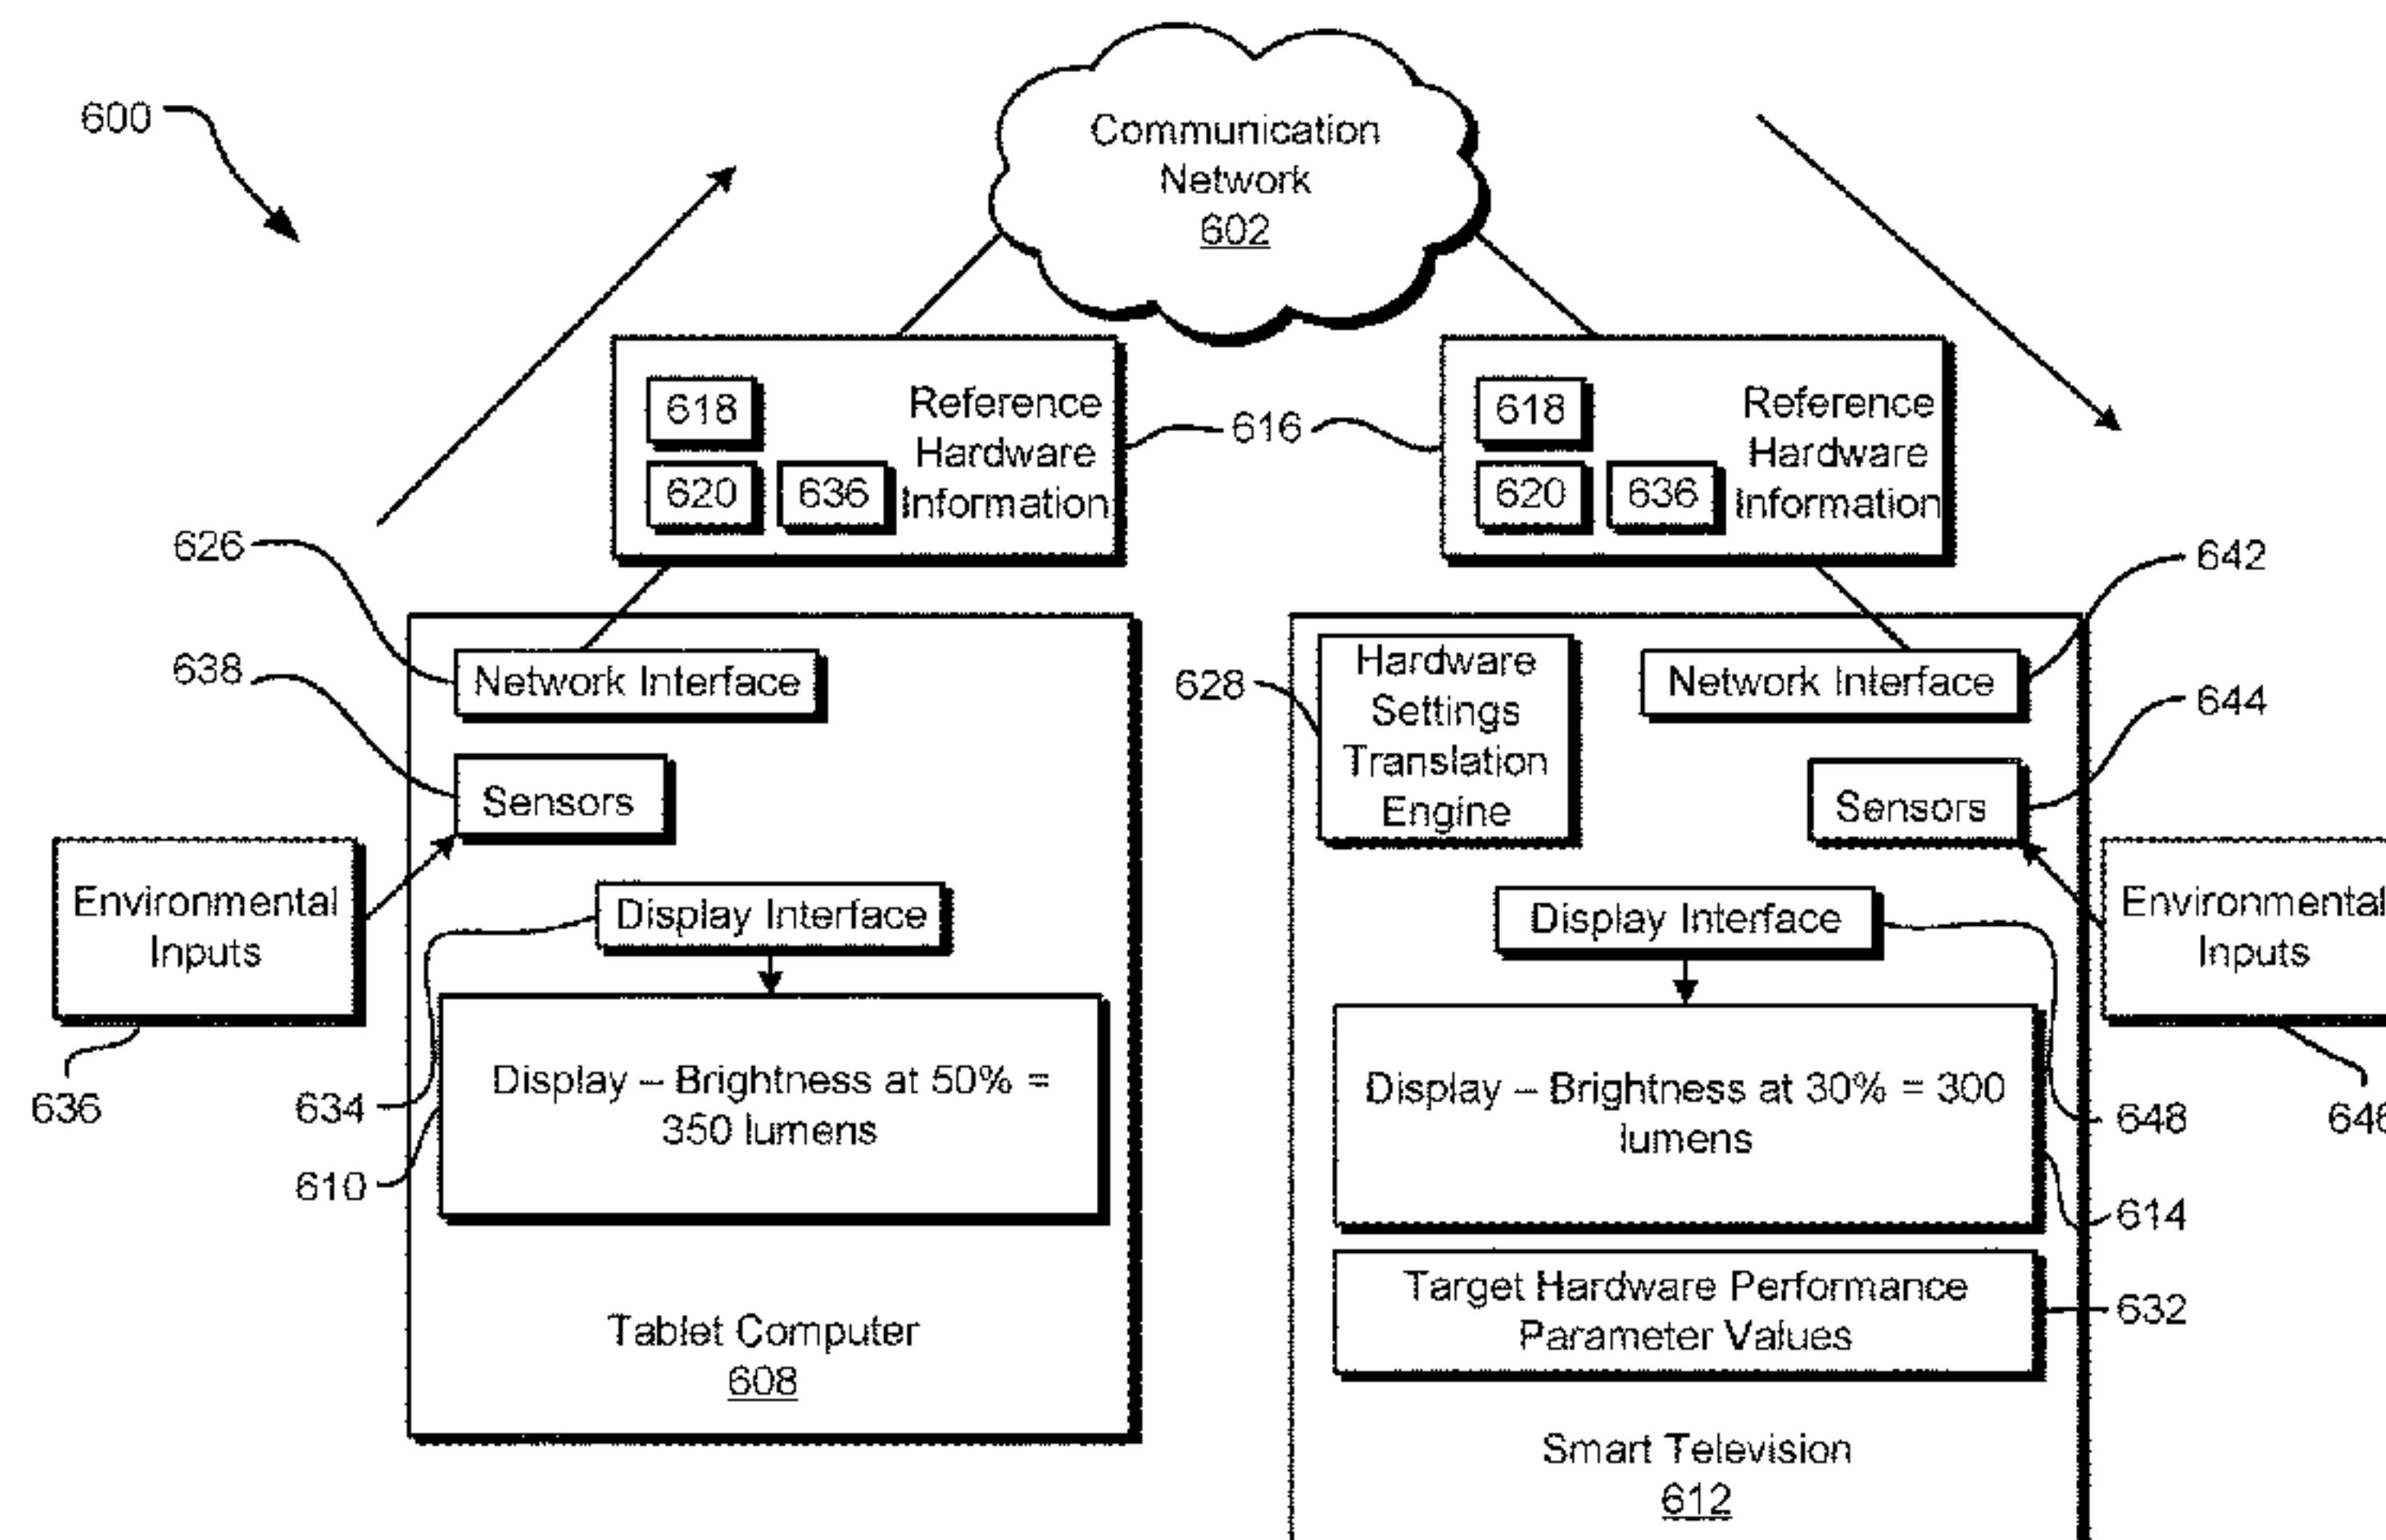 600
Communication
Network
602
618
620
636
Reference
Hardware
Information
616
618
620
636
Reference
Hardware
Information
626
638
642
644
628
Network Interface
Sensors
Hardware
Settings
Translation
Engine
Network Interface
Sensors
Environmental
Inputs
636
Display Interface
634
Display – Brightness at 50% =
350 lumens
610
Tablet Computer
608
Display Interface
648
Display – Brightness at 30% = 300
lumens
614
Environmental
Inputs
646
Target Hardware Performance
Parameter Values
632
Smart Television
612